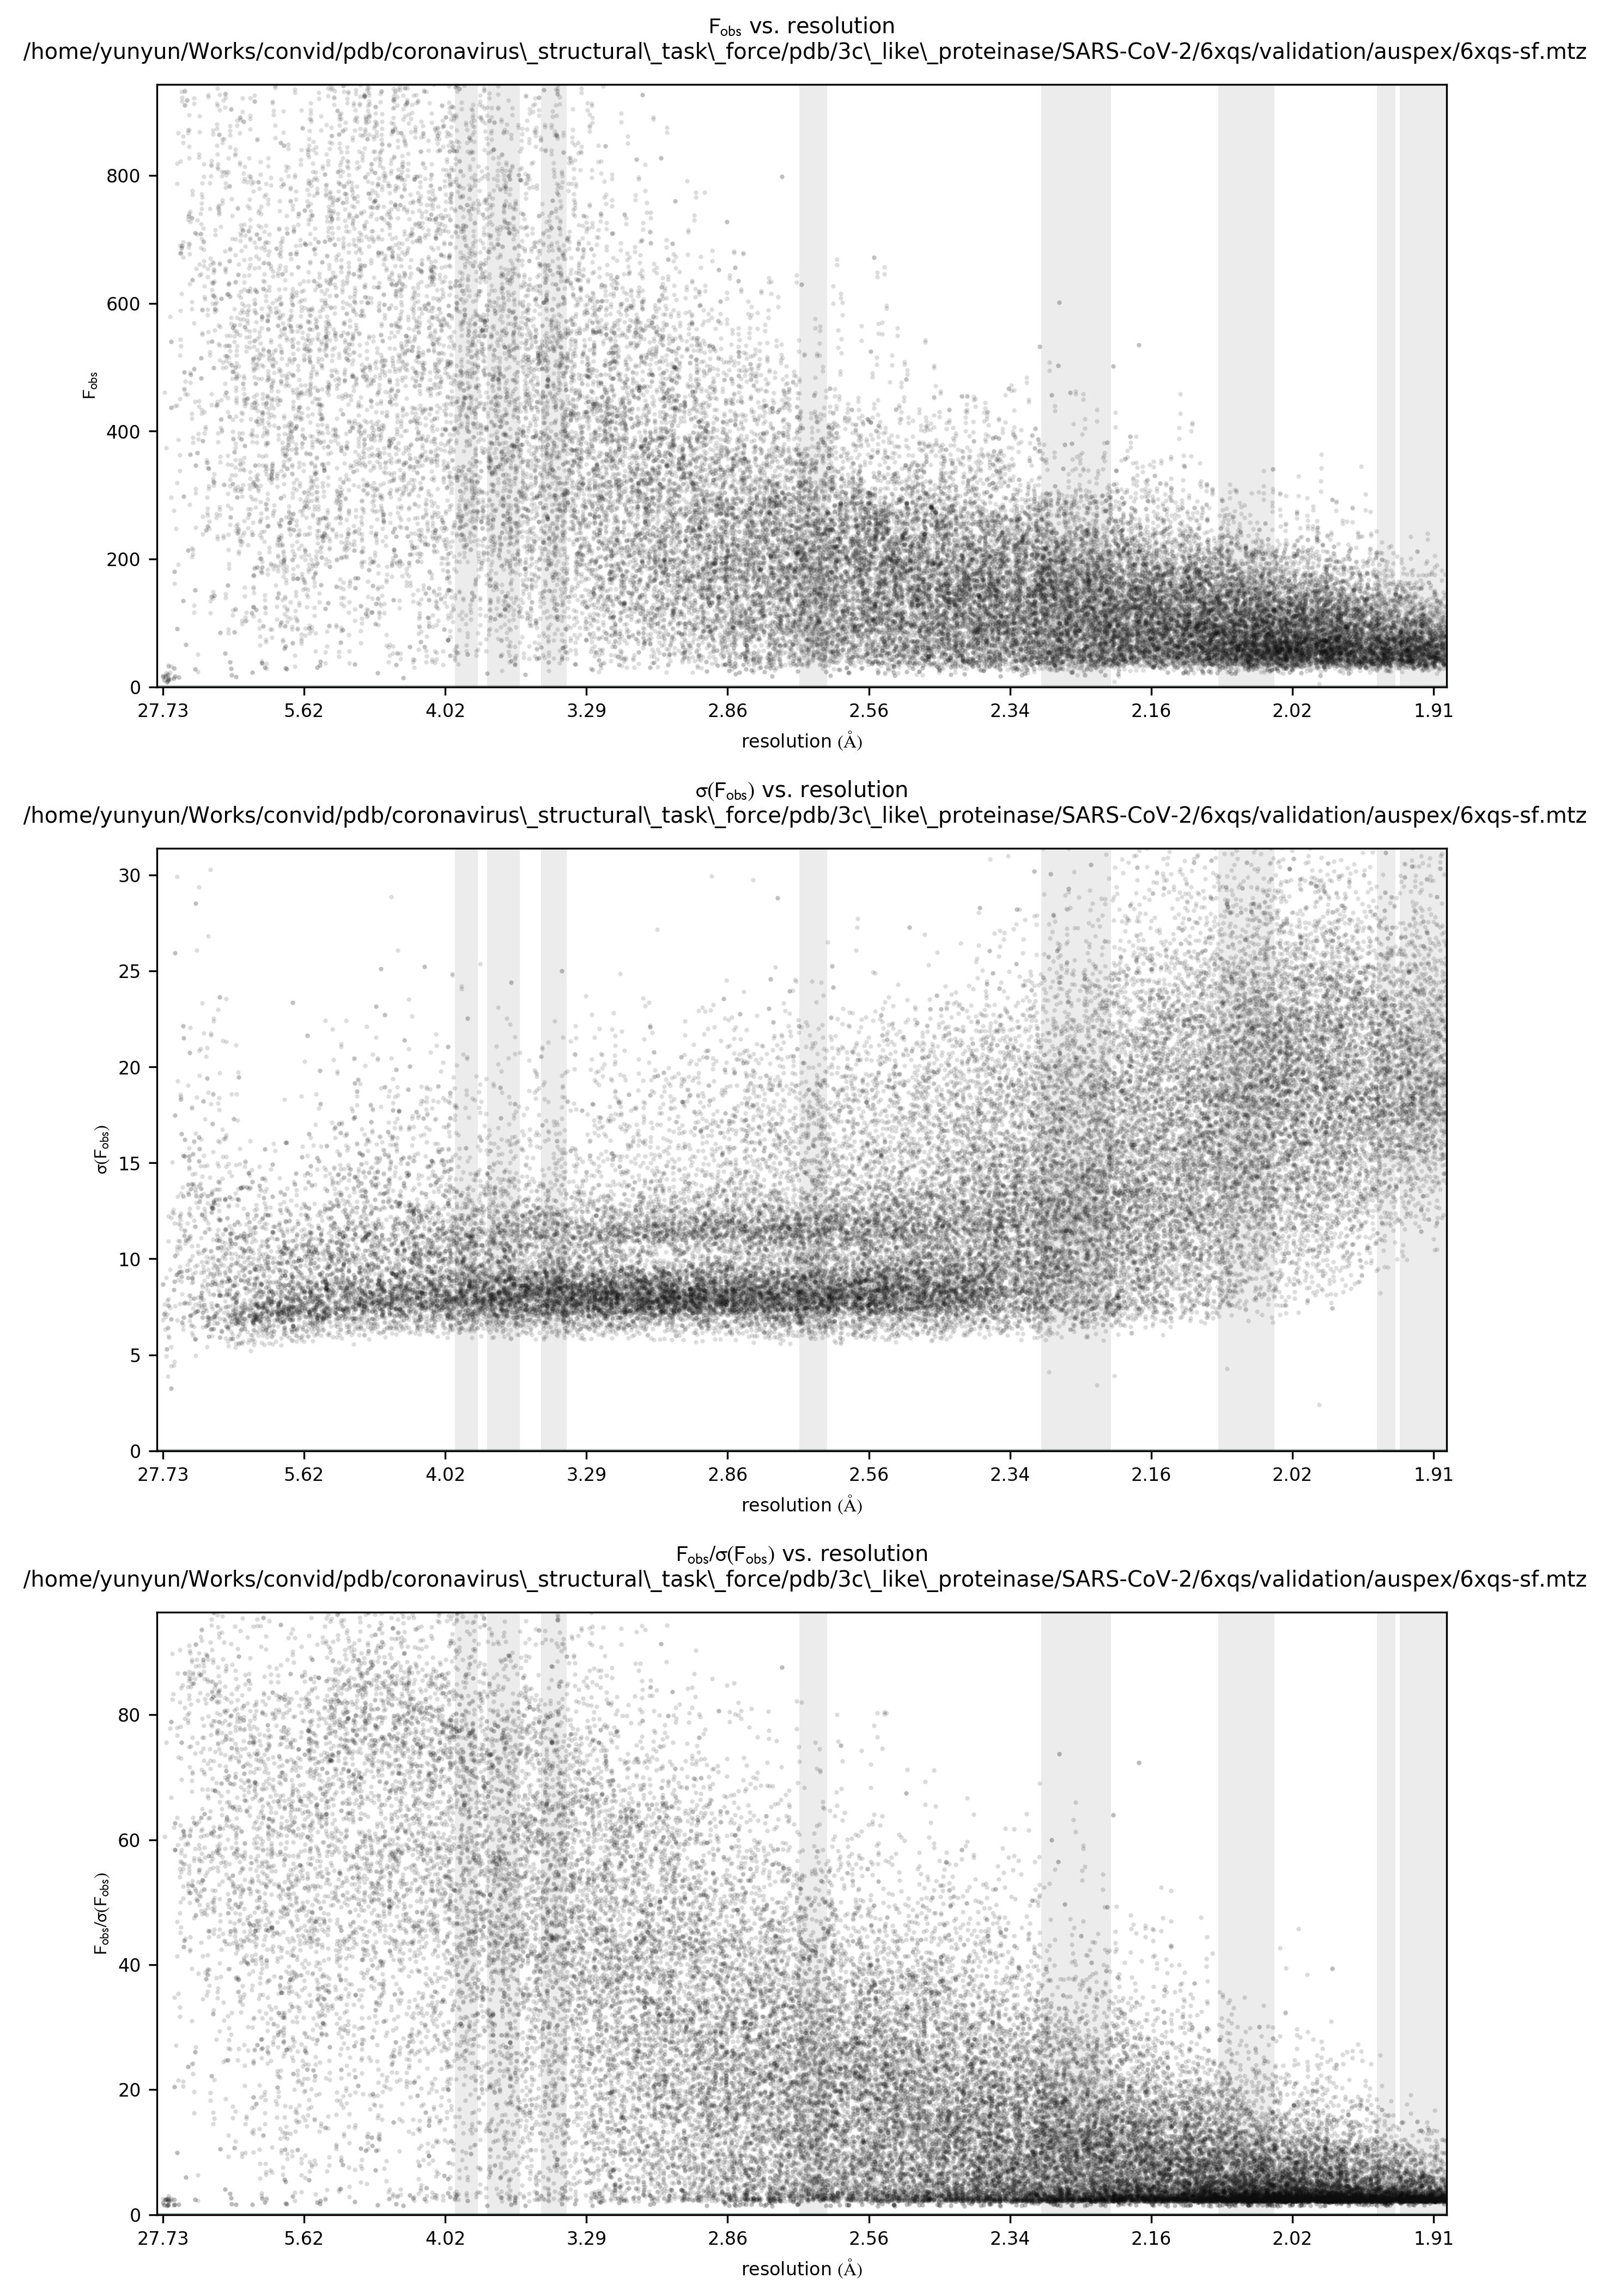 Fobs vs. resolution
/home/yunyun/Works/convid/pdb/coronavirus\_structural\_task\_force/pdb/3c\_like\_proteinase/SARS-CoV-2/6xqs/validation/auspex/6xqs-sf.mtz
800
600
400
200
0
Fobs
27.73 5.62 4.02 3.29 2.86 2.56 2.34 2.16 2.02 1.91
resolution (Å)
σ(Fobs) vs. resolution
/home/yunyun/Works/convid/pdb/coronavirus\_structural\_task\_force/pdb/3c\_like\_proteinase/SARS-CoV-2/6xqs/validation/auspex/6xqs-sf.mtz
30
25
20
15
10
5
0
σ(Fobs)
27.73 5.62 4.02 3.29 2.86 2.56 2.34 2.16 2.02 1.91
resolution (Å)
Fobs/σ(Fobs) vs. resolution
/home/yunyun/Works/convid/pdb/coronavirus\_structural\_task\_force/pdb/3c\_like\_proteinase/SARS-CoV-2/6xqs/validation/auspex/6xqs-sf.mtz
80
60
40
20
0
Fobs/σ(Fobs)
27.73 5.62 4.02 3.29 2.86 2.56 2.34 2.16 2.02 1.91
resolution (Å)